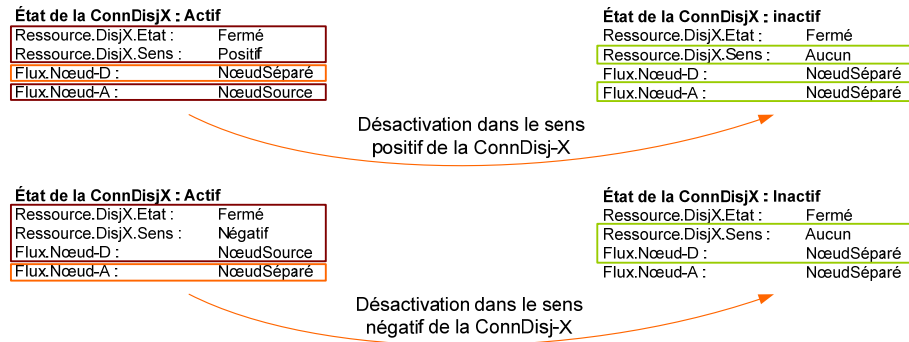 État du ConnDisjX : Actif
Ressource.DisjX.Etat : Fermé
Ressource.DisjX.Sens : Positif
Flux.Nœud-D : NœudSéparé
Flux.Nœud-A : NœudSource
État du ConnDisjX : inactif
Ressource.DisjX.Etat : Fermé
Ressource.DisjX.Sens : Aucun
Flux.Nœud-D : NœudSéparé
Flux.Nœud-A : NœudSéparé
Désactivation dans le sens
positif de la ConnDisj-X
État de la ConnDisjX : Actif
Ressource.DisjX.Etat : Fermé
Ressource.DisjX.Sens : Négatif
Flux.Nœud-D : NœudSource
Flux.Nœud-A : NœudSéparé
État de la ConnDisjX : Inactif
Ressource.DisjX.Etat : Fermé
Ressource.DisjX.Sens : Aucun
Flux.Nœud-D : NœudSéparé
Flux.Nœud-A : NœudSéparé
Désactivation dans le sens
négatif de la ConnDisj-X